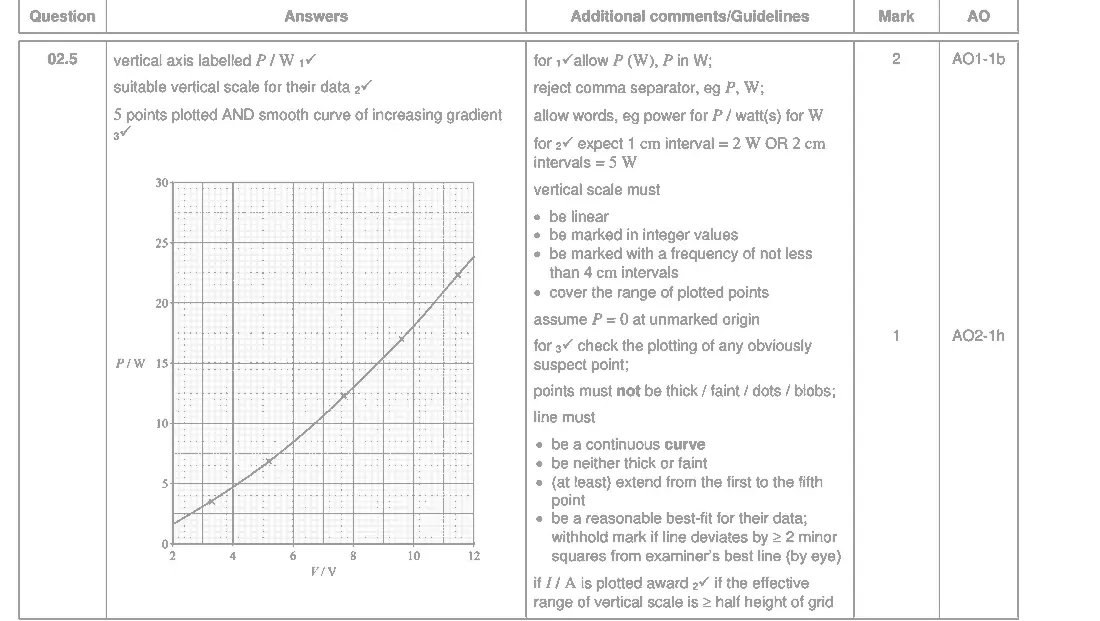 Question Answers Additional comments/Guidelines Mark AO
02.5 vertical axis labelled P / W 1✓ for 1✓allow P (W), P in W; 2 AO1-1b
suitable vertical scale for their data 2✓ reject comma separator, eg P, W;
5 points plotted AND smooth curve of increasing gradient allow words, eg power for P / watt(s) for W
3✓
for 2✓ expect 1 cm interval = 2 W OR 2 cm
intervals = 5 W
vertical scale must
• be linear
• be marked in integer values
• be marked with a frequency of not less
than 4 cm intervals
• cover the range of plotted points
assume P = 0 at unmarked origin
for 3✓ check the plotting of any obviously 1 AO2-1h
suspect point;
points must not be thick / faint / dots / blobs;
line must
• be a continuous curve
• be neither thick or faint
• (at least) extend from the first to the fifth
point
• be a reasonable best-fit for their data;
withhold mark if line deviates by ≥ 2 minor
squares from examiner's best line (by eye)
if I / A is plotted award 2✓ if the effective
range of vertical scale is ≥ half height of grid
30
25
20
P / W 15
10
5
0
2 4 6 8 10 12
V / V